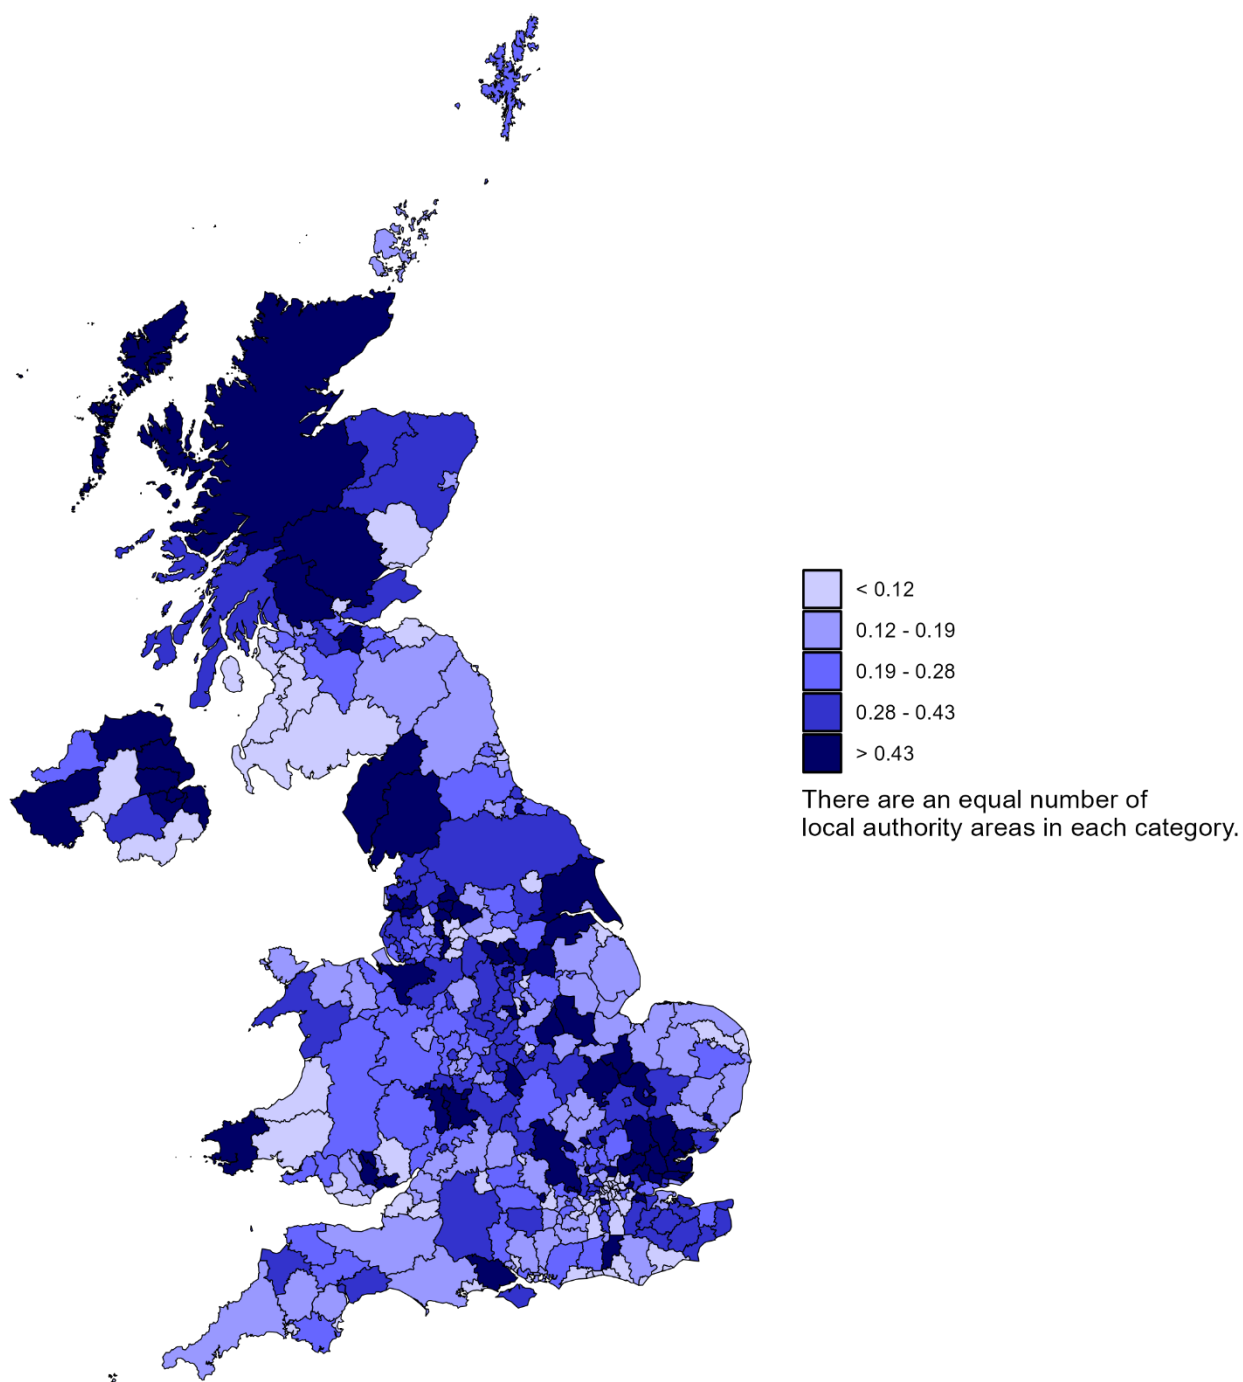 < 0.12
0.12 - 0.19
0.19 - 0.28
0.28 - 0.43
> 0.43
There are an equal number of
local authority areas in each category.